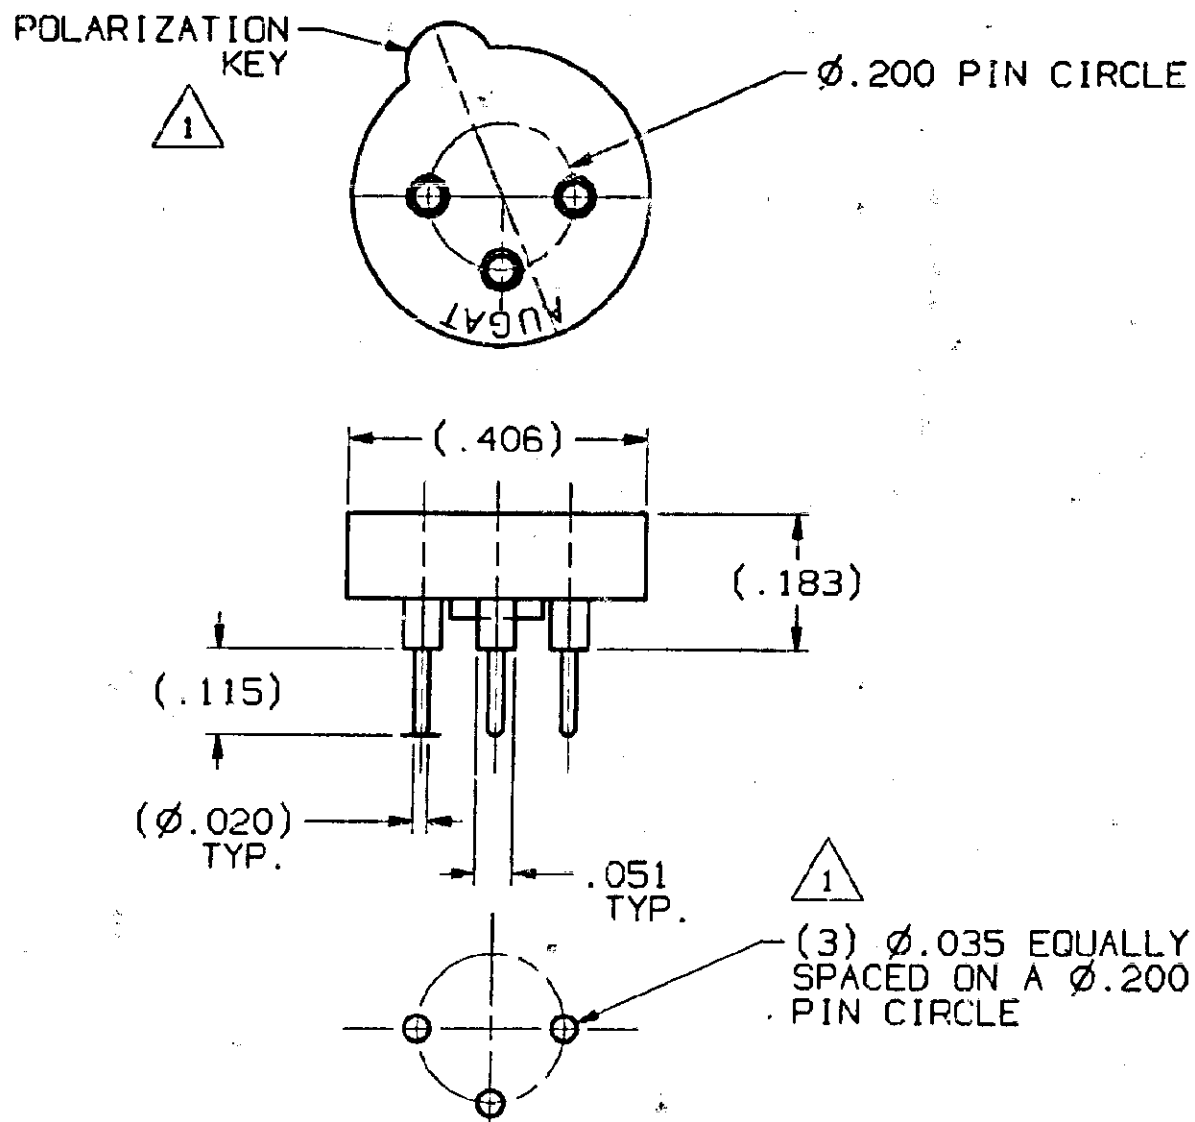 POLARIZATION
KEY
1
Ø.200 PIN CIRCLE
AUGAT
(.406)
(.183)
(.115)
(Ø.020)
TYP.
.051
TYP.
1
(3) Ø.035 EQUALLY
SPACED ON A Ø.200
PIN CIRCLE